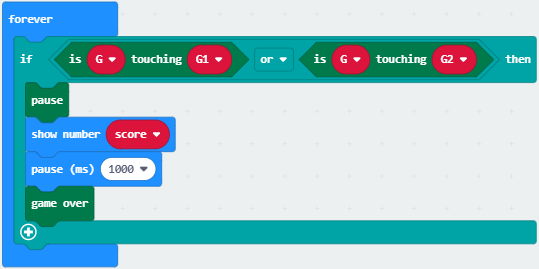 forever
if is G touching G1 or is G touching G2 then
pause
show number score
pause (ms) 1000
game over